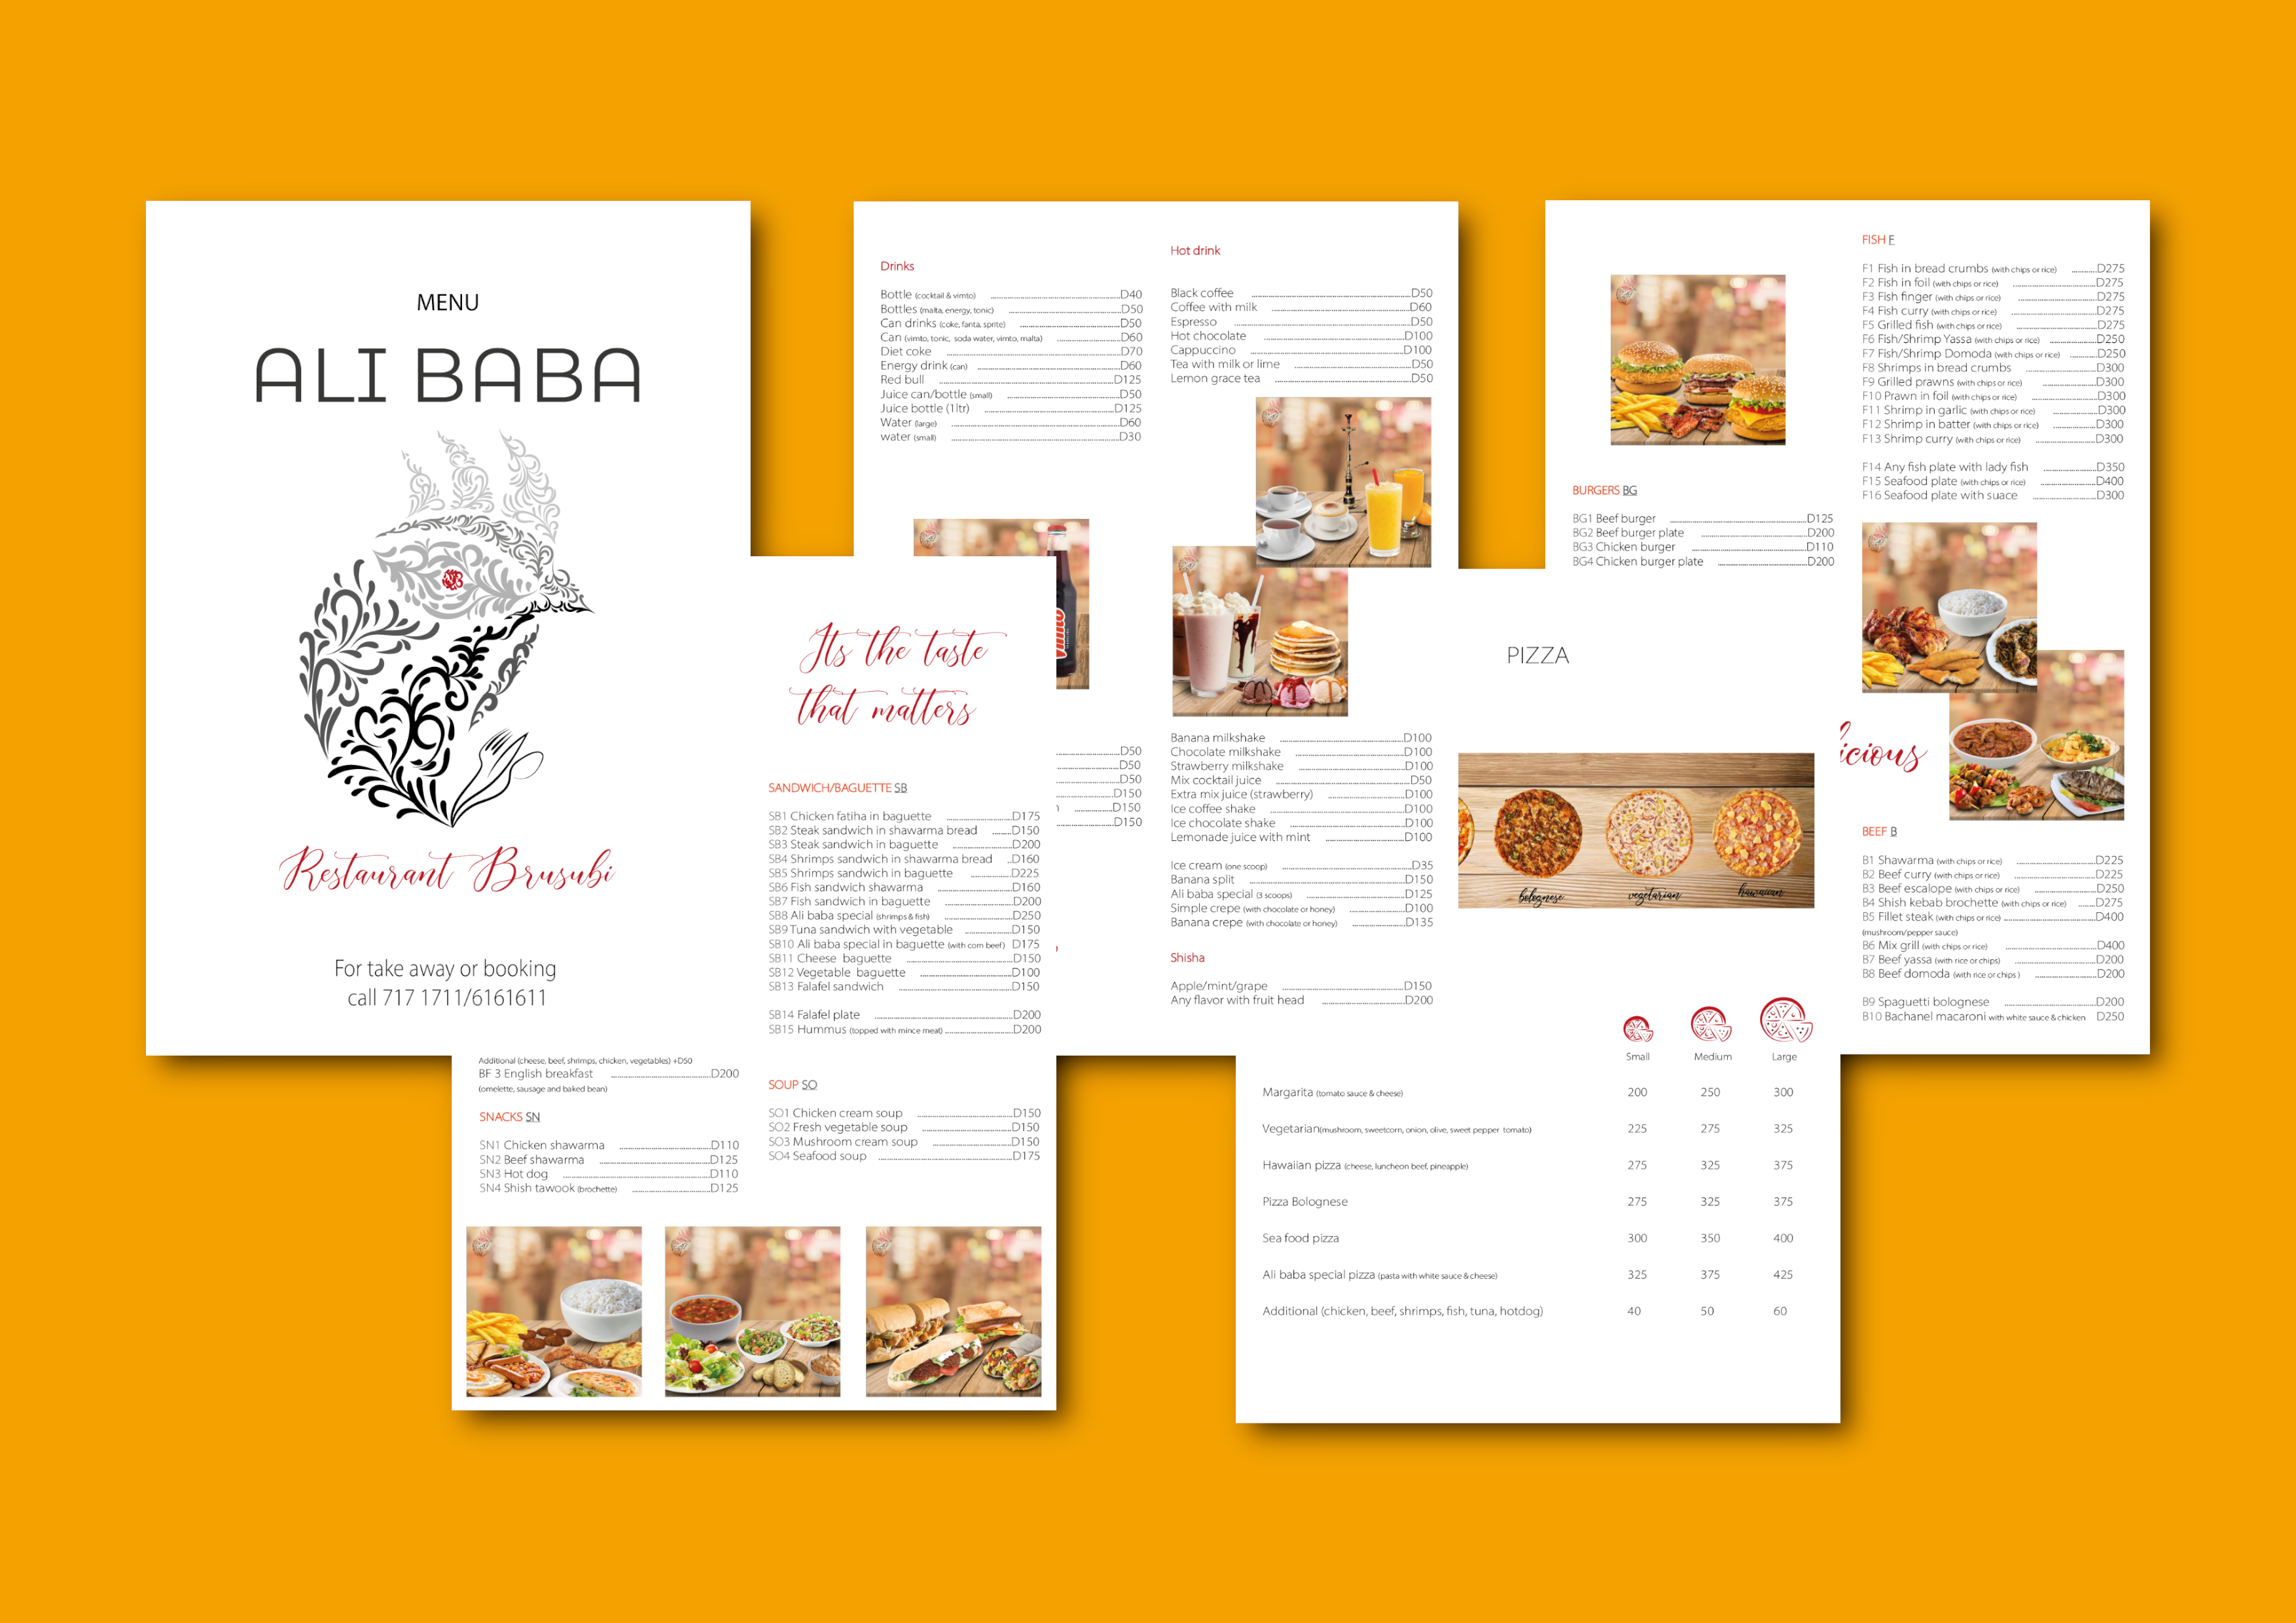 MENU
ALI BABA
Restaurant Brusubi
For take away or booking
call 717 1711/6161611
Its the taste
that matters
SANDWICH/BAGUETTE SB
SB1 Chicken fatiha in baguette ....................D175
SB2 Steak sandwich in shawarma bread ........D150
SB3 Steak sandwich in baguette ....................D200
SB4 Shrimps sandwich in shawarma bread ..D160
SB5 Shrimps sandwich in baguette ..............D225
SB6 Fish sandwich shawarma ....................D160
SB7 Fish sandwich in baguette ....................D200
SB8 Ali baba special (shrimps & fish) ....................D250
SB9 Tuna sandwich with vegetable ..............D150
SB10 Ali baba special in baguette (with corn beef) D175
SB11 Cheese baguette ....................D150
SB12 Vegetable baguette ....................D100
SB13 Falafel sandwich ....................D150
SB14 Falafel plate ....................D200
SB15 Hummus (topped with mince meat) ....................D200
Additional (cheese, beef, shrimps, chicken, vegetables) +D50
BF 3 English breakfast ....................D200
(omelette, sausage and baked bean)
SNACKS SN
SN1 Chicken shawarma ....................D110
SN2 Beef shawarma ....................D125
SN3 Hot dog ....................D110
SN4 Shish tawook (brochette) ....................D125
SOUP SO
SO1 Chicken cream soup ....................D150
SO2 Fresh vegetable soup ....................D150
SO3 Mushroom cream soup ....................D150
SO4 Seafood soup ....................D175
Drinks
Bottle (cocktail & vimto) ....................D40
Bottles (malta, energy, tonic) ....................D50
Can drinks (coke, fanta, sprite) ....................D50
Can (vimto, tonic, soda water, vimto, malta) ....................D60
Diet coke ....................D70
Energy drink (can) ....................D60
Red bull ....................D125
Juice can/bottle (small) ....................D50
Juice bottle (1ltr) ....................D125
Water (large) ....................D60
water (small) ....................D30
....................D50
....................D50
....................D50
....................D150
....................D150
....................D150
Hot drink
Black coffee ....................D50
Coffee with milk ....................D60
Espresso ....................D50
Hot chocolate ....................D100
Cappuccino ....................D100
Tea with milk or lime ....................D50
Lemon grace tea ....................D50
Banana milkshake ....................D100
Chocolate milkshake ....................D100
Strawberry milkshake ....................D100
Mix cocktail juice ....................D50
Extra mix juice (strawberry) ....................D100
Ice coffee shake ....................D100
Ice chocolate shake ....................D100
Lemonade juice with mint ....................D100
Ice cream (one scoop) ....................D35
Banana split ....................D150
Ali baba special (3 scoops) ....................D125
Simple crepe (with chocolate or honey) ....................D100
Banana crepe (with chocolate or honey) ....................D135
Shisha
Apple/mint/grape ....................D150
Any flavor with fruit head ....................D200
BURGERS BG
BG1 Beef burger ....................D125
BG2 Beef burger plate ....................D200
BG3 Chicken burger ....................D110
BG4 Chicken burger plate ....................D200
PIZZA
bolognese vegetarian hawaiian
Small Medium Large
Margarita (tomato sauce & cheese) 200 250 300
Vegetarian(mushroom, sweetcorn, onion, olive, sweet pepper tomato) 225 275 325
Hawaiian pizza (cheese, luncheon beef, pineapple) 275 325 375
Pizza Bolognese 275 325 375
Sea food pizza 300 350 400
Ali baba special pizza (pasta with white sauce & cheese) 325 375 425
Additional (chicken, beef, shrimps, fish, tuna, hotdog) 40 50 60
FISH F
F1 Fish in bread crumbs (with chips or rice) ..........D275
F2 Fish in foil (with chips or rice) ....................D275
F3 Fish finger (with chips or rice) ....................D275
F4 Fish curry (with chips or rice) ....................D275
F5 Grilled fish (with chips or rice) ....................D275
F6 Fish/Shrimp Yassa (with chips or rice) ..............D250
F7 Fish/Shrimp Domoda (with chips or rice) ..........D250
F8 Shrimps in bread crumbs ....................D300
F9 Grilled prawns (with chips or rice) ....................D300
F10 Prawn in foil (with chips or rice) ....................D300
F11 Shrimp in garlic (with chips or rice) ....................D300
F12 Shrimp in batter (with chips or rice) ....................D300
F13 Shrimp curry (with chips or rice) ....................D300
F14 Any fish plate with lady fish ....................D350
F15 Seafood plate (with chips or rice) ....................D400
F16 Seafood plate with suace ....................D300
icious
BEEF B
B1 Shawarma (with chips or rice) ....................D225
B2 Beef curry (with chips or rice) ....................D225
B3 Beef escalope (with chips or rice) ....................D250
B4 Shish kebab brochette (with chips or rice) ......D275
B5 Fillet steak (with chips or rice) ....................D400
(mushroom/pepper sauce)
B6 Mix grill (with chips or rice) ....................D400
B7 Beef yassa (with rice or chips) ....................D200
B8 Beef domoda (with rice or chips ) ....................D200
B9 Spaguetti bolognese ....................D200
B10 Bachanel macaroni with white sauce & chicken D250